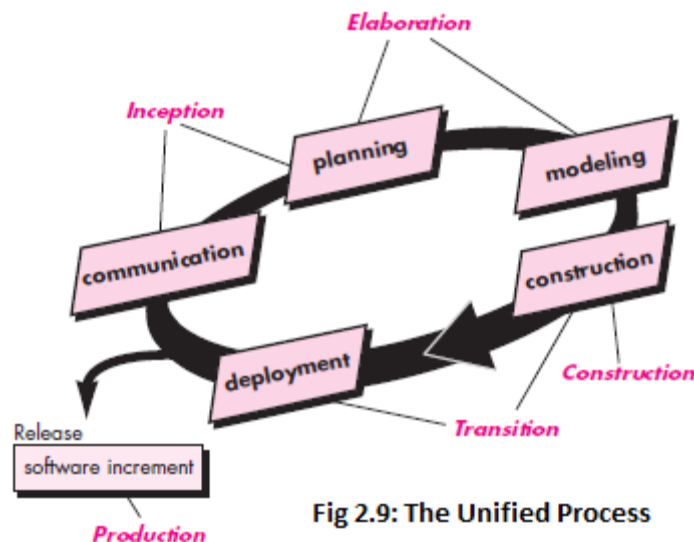 Elaboration
Inception
planning
modeling
communication
construction
deployment
Construction
Transition
Release
software increment
Production
Fig 2.9: The Unified Process